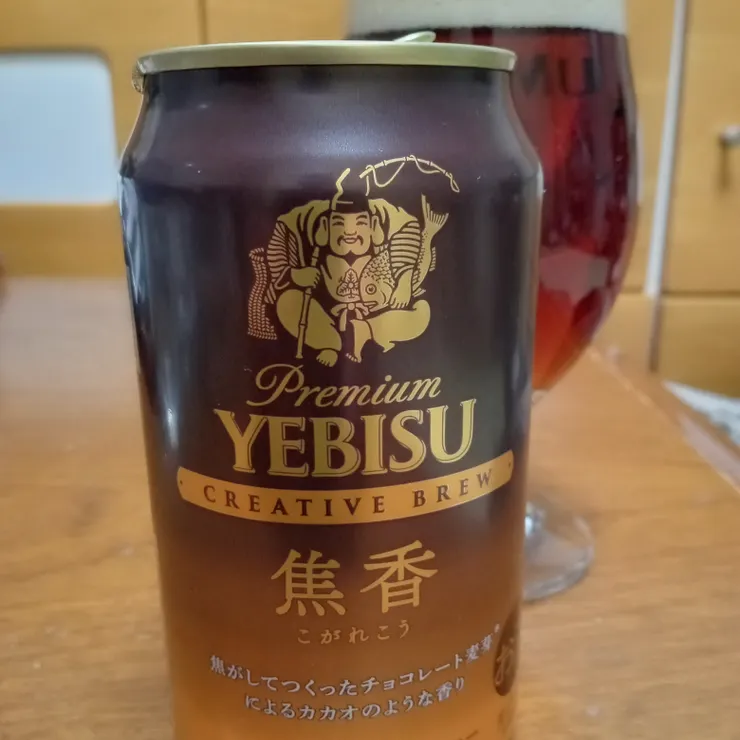 Premium
YEBISU
CREATIVE BREW
焦香
こがれこう
焦がしてつくったチョコレート麦芽*
によるカカオのような香り
お
UN